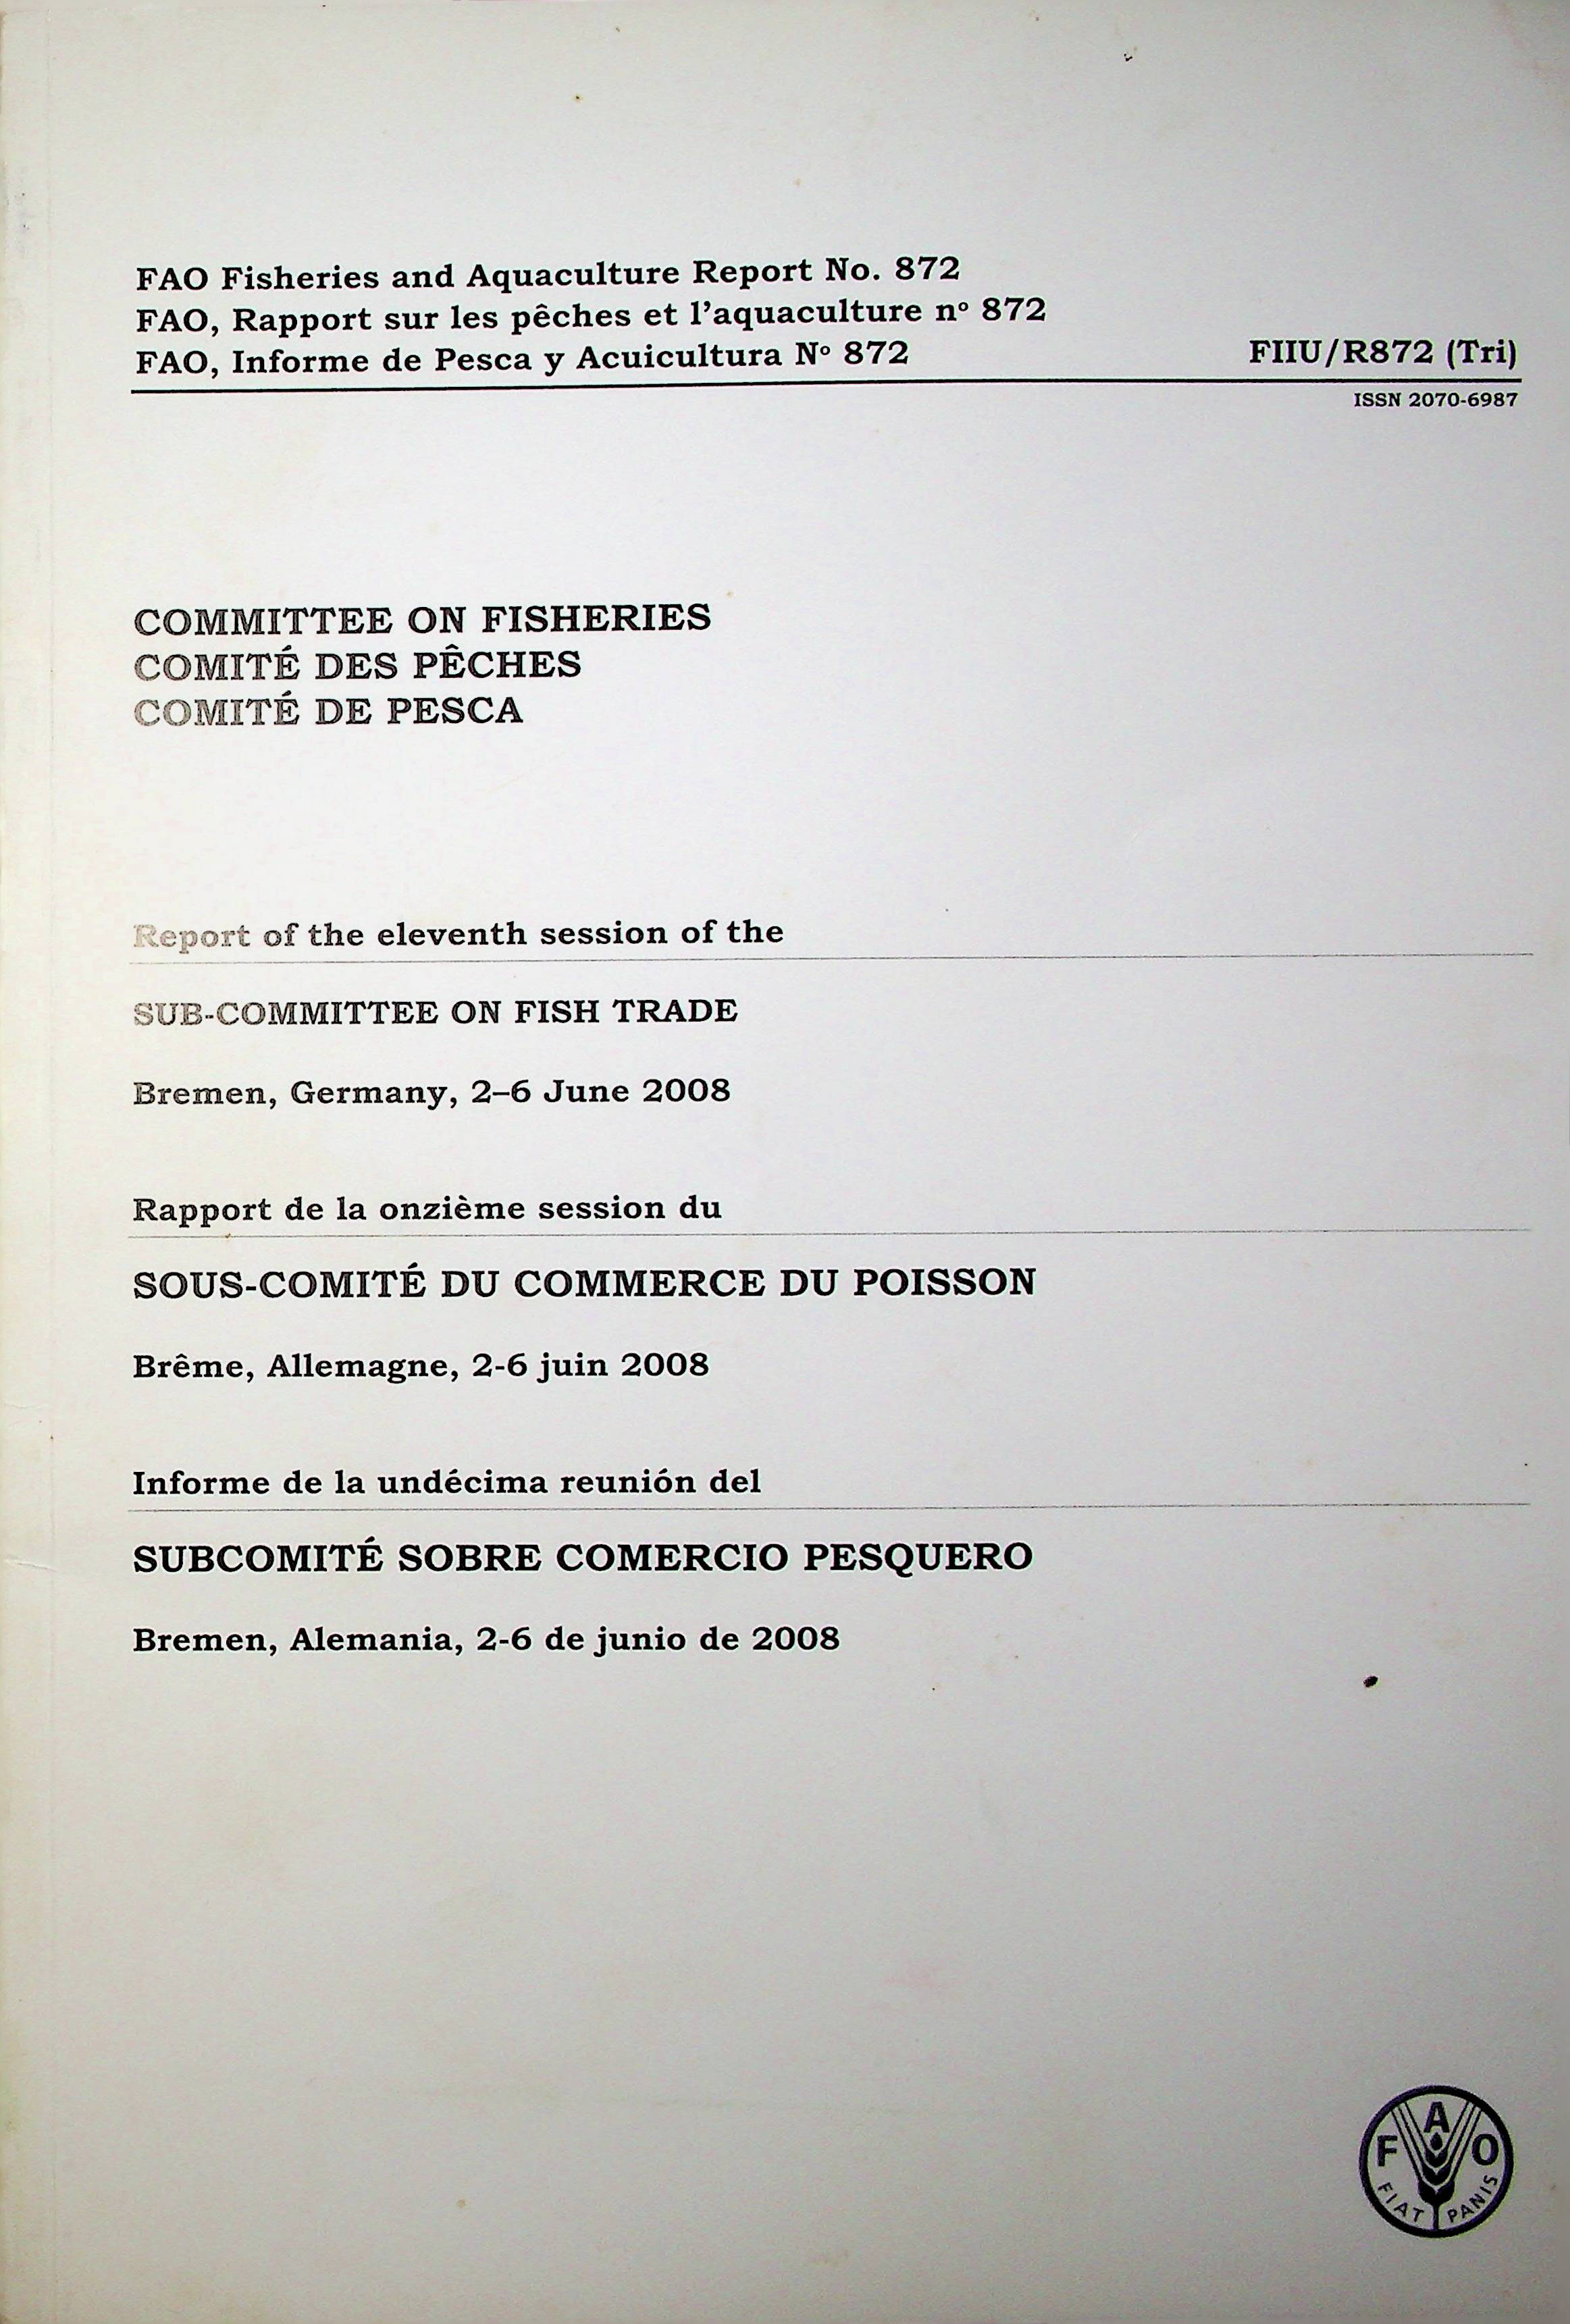 FAO Fisheries and Aquaculture Report No. 872
FAO, Rapport sur les pêches et l'aquaculture nº 872
FAO, Informe de Pesca y Acuicultura Nº 872
FIIU/R872 (Tri)
ISSN 2070-6987
COMMITTEE ON FISHERIES
COMITÉ DES PÊCHES
COMITÉ DE PESCA
Report of the eleventh session of the
SUB-COMMITTEE ON FISH TRADE
Bremen, Germany, 2–6 June 2008
Rapport de la onzième session du
SOUS-COMITÉ DU COMMERCE DU POISSON
Brême, Allemagne, 2-6 juin 2008
Informe de la undécima reunión del
SUBCOMITÉ SOBRE COMERCIO PESQUERO
Bremen, Alemania, 2-6 de junio de 2008
FAO
FIAT PANIS